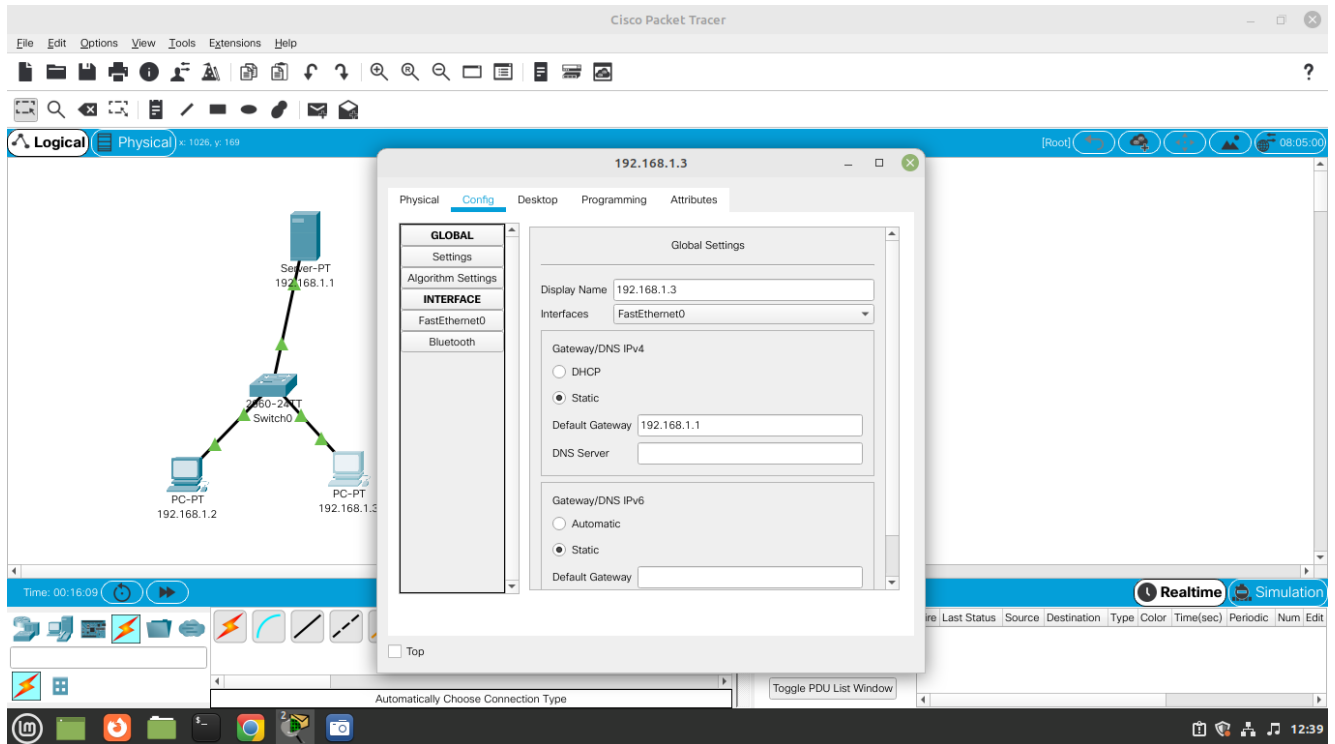 Cisco Packet Tracer
File Edit Options View Tools Extensions Help
?
Logical Physical x: 1026, y: 169 [Root] 08:05:00
192.168.1.3
Physical Config Desktop Programming Attributes
GLOBAL
Settings
Algorithm Settings
INTERFACE
FastEthernet0
Bluetooth
Global Settings
Display Name 192.168.1.3
Interfaces FastEthernet0
Gateway/DNS IPv4
DHCP
Static
Default Gateway 192.168.1.1
DNS Server
Gateway/DNS IPv6
Automatic
Static
Default Gateway
Top
Server-PT
192.168.1.1
2960-24TT
Switch0
PC-PT
192.168.1.2
PC-PT
192.168.1.3
Time: 00:16:09 Realtime Simulation
ire Last Status Source Destination Type Color Time(sec) Periodic Num Edit
Automatically Choose Connection Type
Toggle PDU List Window
2
12:39